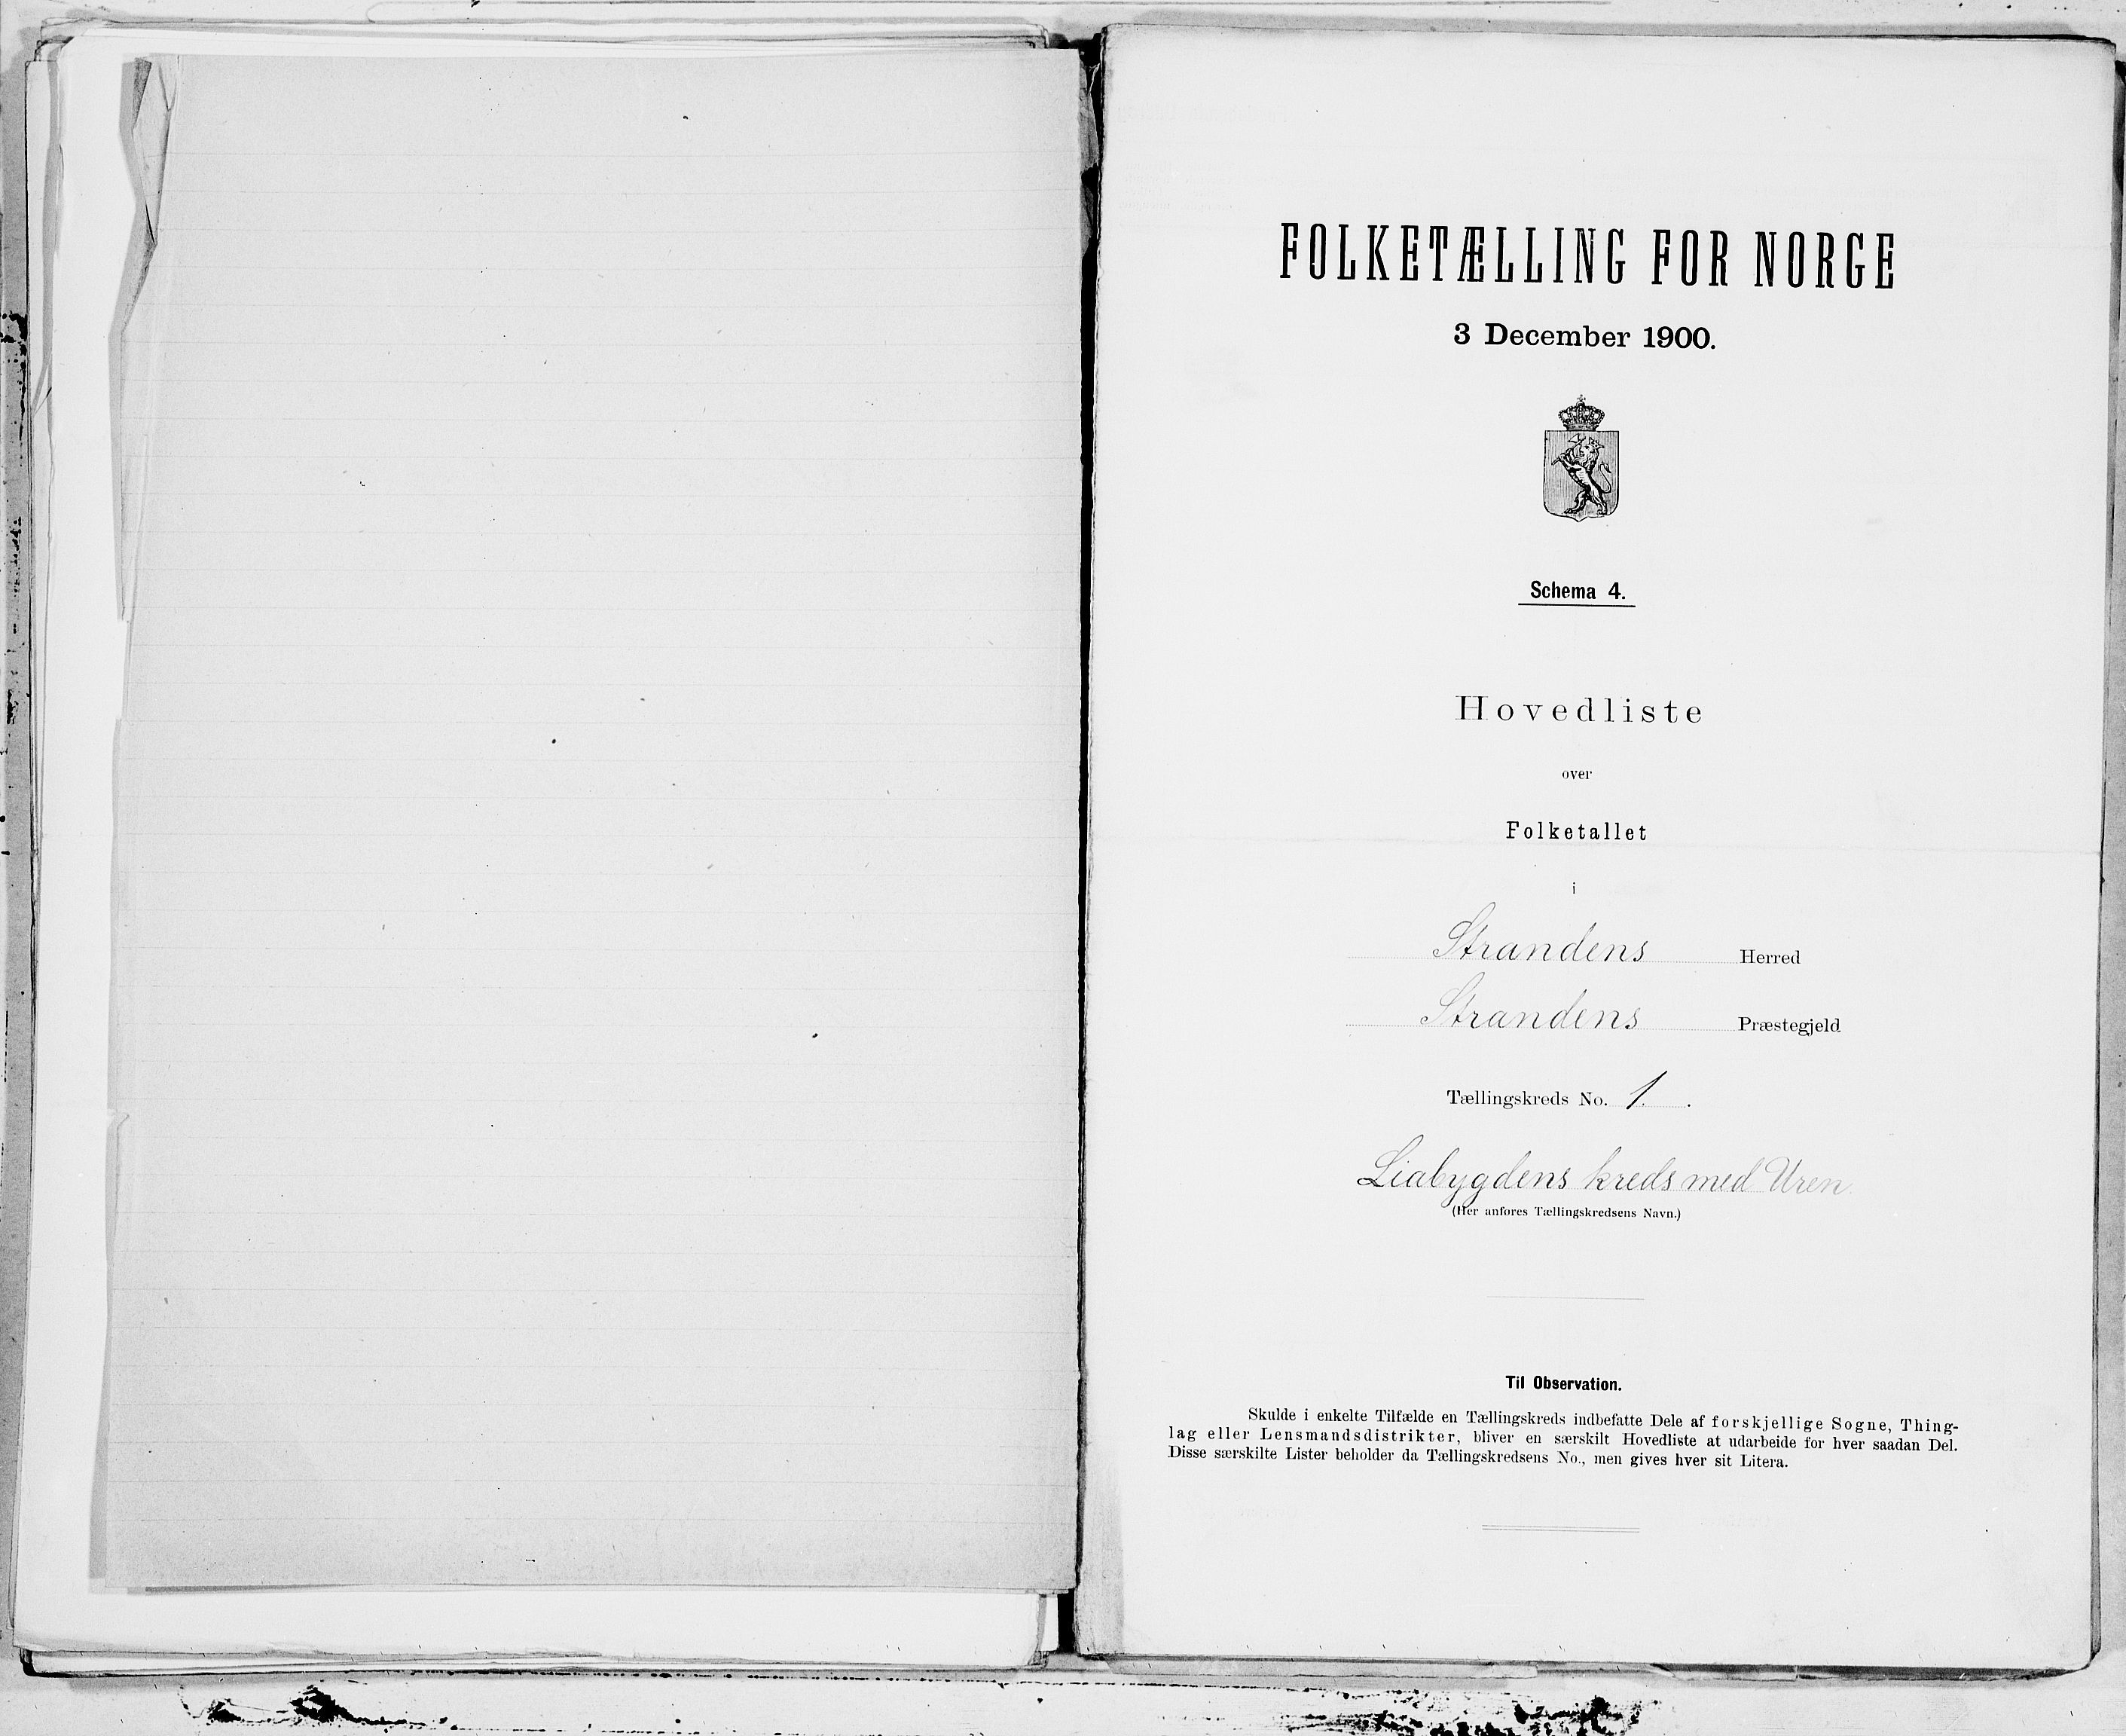 FOLKETÆLLING FOR NORGE
3 December 1900.
Schema 4.
Hovedliste
over
Folketallet
i
Strandens Herred
Strandens Præstegjeld
Tællingskreds No. 1.
Liabygdens kreds med Uren
(Her anføres Tællingskredsens Navn.)
Til Observation.
Skulde i enkelte Tilfælde en Tællingskreds indbefatte Dele af forskjellige Sogne, Thing-
lag eller Lensmandsdistrikter, bliver en særskilt Hovedliste at udarbeide for hver saadan Del.
Disse særskilte Lister beholder da Tællingskredsens No., men gives hver sit Litera.